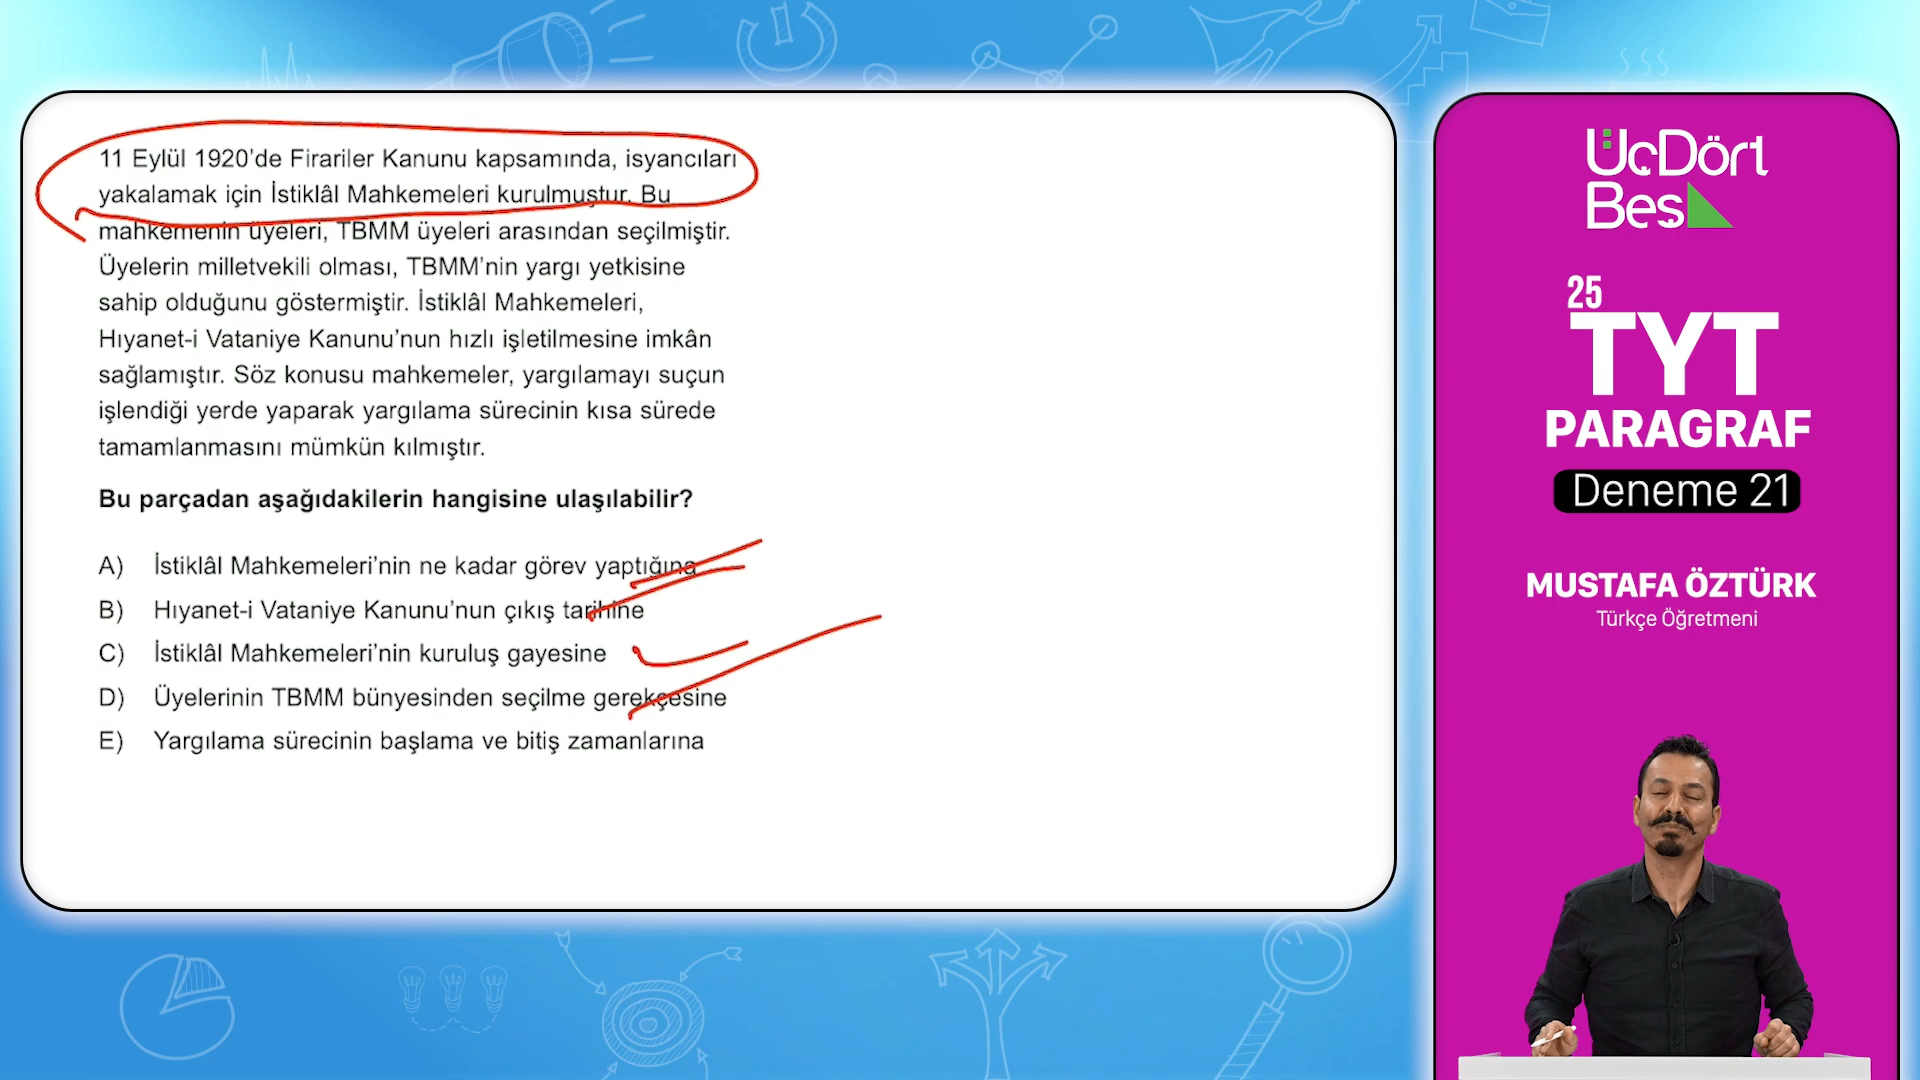 11 Eylül 1920’de Firariler Kanunu kapsamında, isyancıları
yakalamak için İstiklâl Mahkemeleri kurulmuştur. Bu
mahkemenin üyeleri, TBMM üyeleri arasından seçilmiştir.
Üyelerin milletvekili olması, TBMM’nin yargı yetkisine
sahip olduğunu göstermiştir. İstiklâl Mahkemeleri,
Hıyanet-i Vataniye Kanunu’nun hızlı işletilmesine imkân
sağlamıştır. Söz konusu mahkemeler, yargılamayı suçun
işlendiği yerde yaparak yargılama sürecinin kısa sürede
tamamlanmasını mümkün kılmıştır.
Bu parçadan aşağıdakilerin hangisine ulaşılabilir?
A) İstiklâl Mahkemeleri’nin ne kadar görev yaptığına
B) Hıyanet-i Vataniye Kanunu’nun çıkış tarihine
C) İstiklâl Mahkemeleri’nin kuruluş gayesine
D) Üyelerinin TBMM bünyesinden seçilme gerekçesine
E) Yargılama sürecinin başlama ve bitiş zamanlarına
ÜçDört
Beş
25
TYT
PARAGRAF
Deneme 21
MUSTAFA ÖZTÜRK
Türkçe Öğretmeni